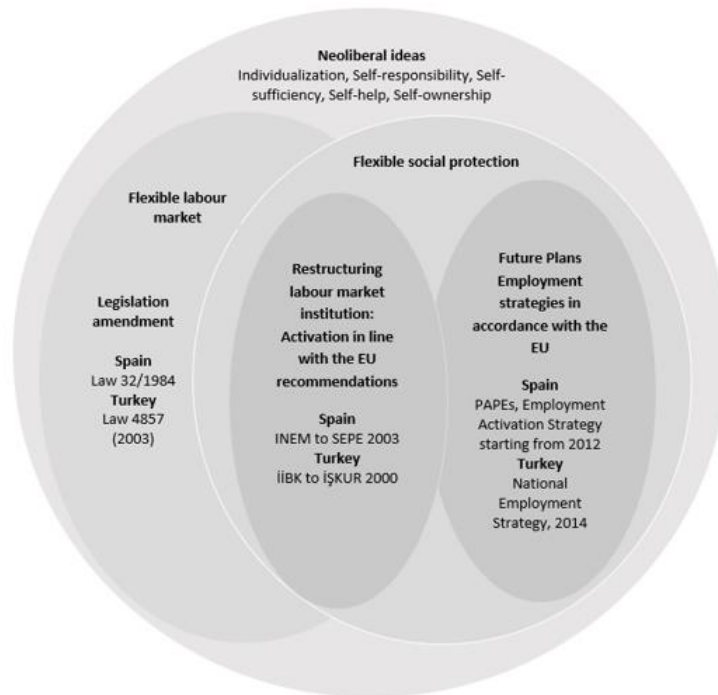 Neoliberal ideas
Individualization, Self-responsibility, Self-
sufficiency, Self-help, Self-ownership
Flexible labour
market
Legislation
amendment
Spain
Law 32/1984
Turkey
Law 4857
(2003)
Flexible social protection
Restructuring
labour market
institution:
Activation in line
with the EU
recommendations
Spain
INEM to SEPE 2003
Turkey
İİBK to İŞKUR 2000
Future Plans
Employment
strategies in
accordance with the
EU
Spain
PAPEs, Employment
Activation Strategy
starting from 2012
Turkey
National
Employment
Strategy, 2014